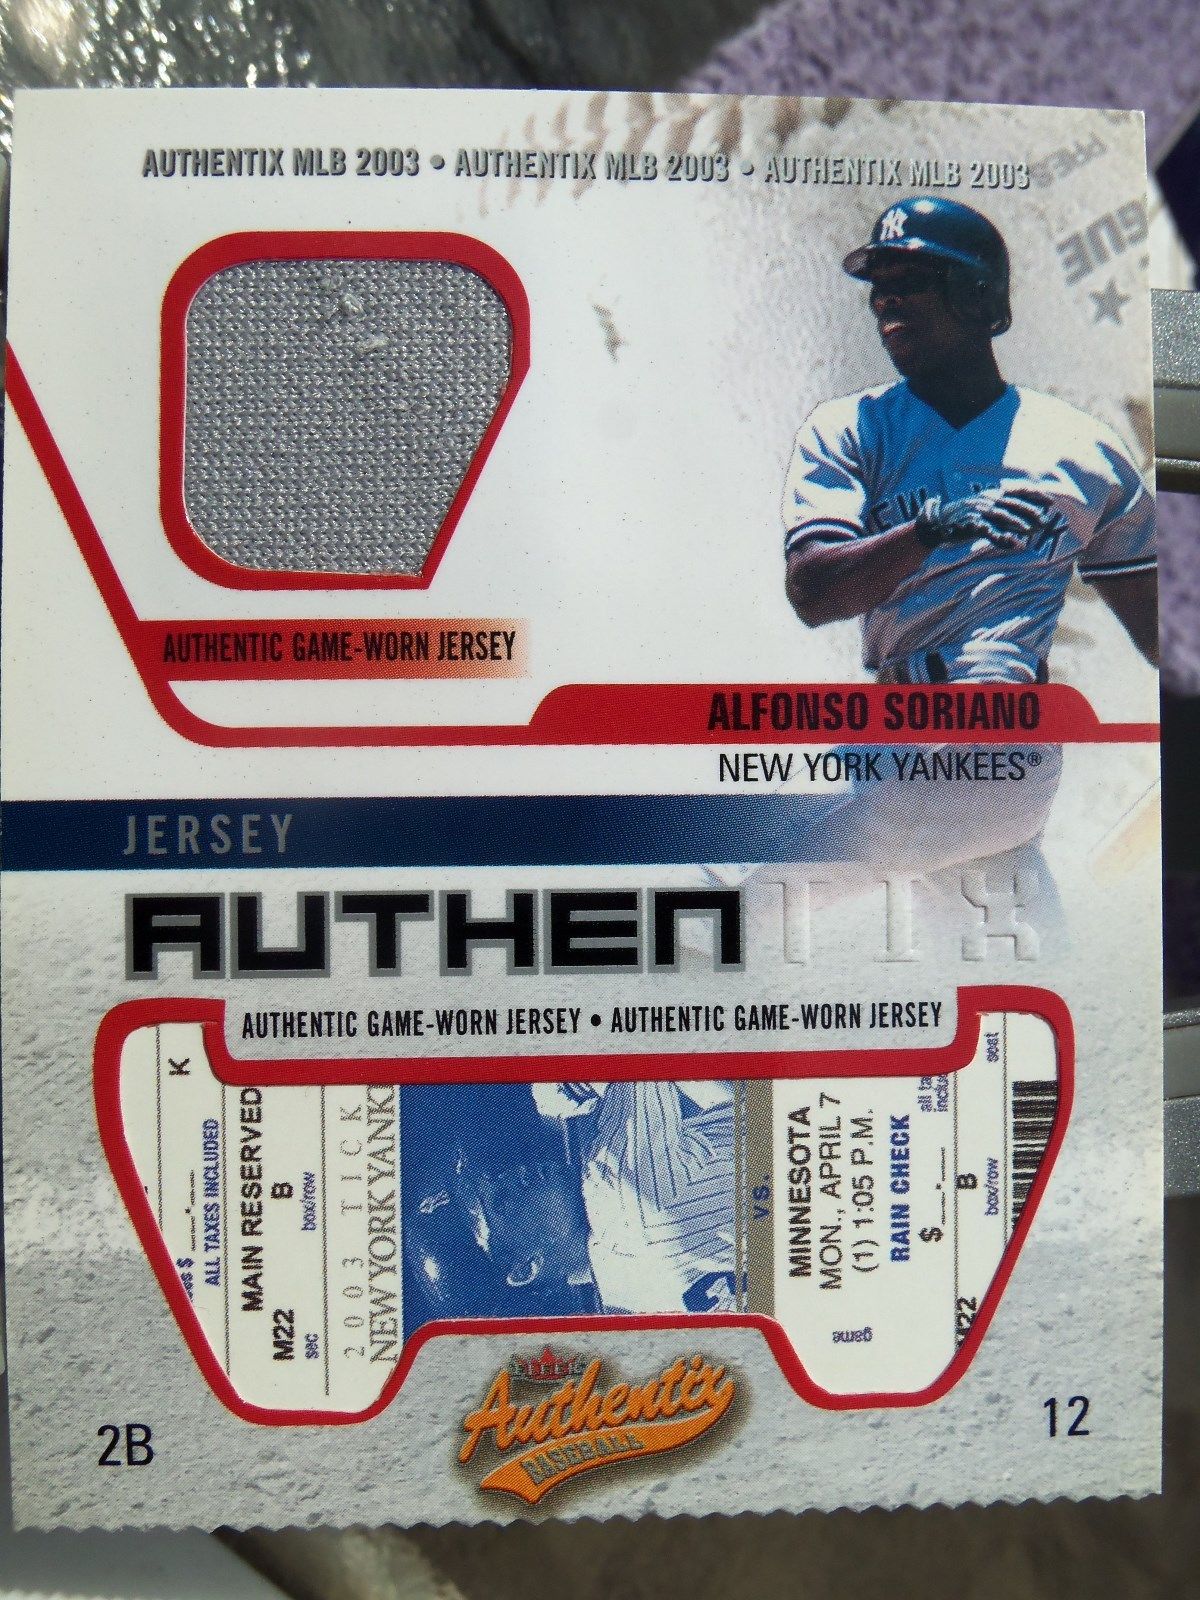 AUTHENTIX MLB 2003 • AUTHENTIX MLB 2003 • AUTHENTIX MLB 2003
GUE
NY
AUTHENTIC GAME-WORN JERSEY
ALFONSO SORIANO
NEW YORK YANKEES®
JERSEY
AUTHENTIX
AUTHENTIC GAME-WORN JERSEY • AUTHENTIC GAME-WORN JERSEY
K
ALL TAXES INCLUDED
MAIN RESERVED
M22 B
sec box/row
2003 TICK
NEW YORK YANK
vs.
MINNESOTA
MON., APRIL 7
(1) 1:05 P.M.
game
RAIN CHECK
$
B
box/row
seat
FLEER
Authentix
BASEBALL
2B
12